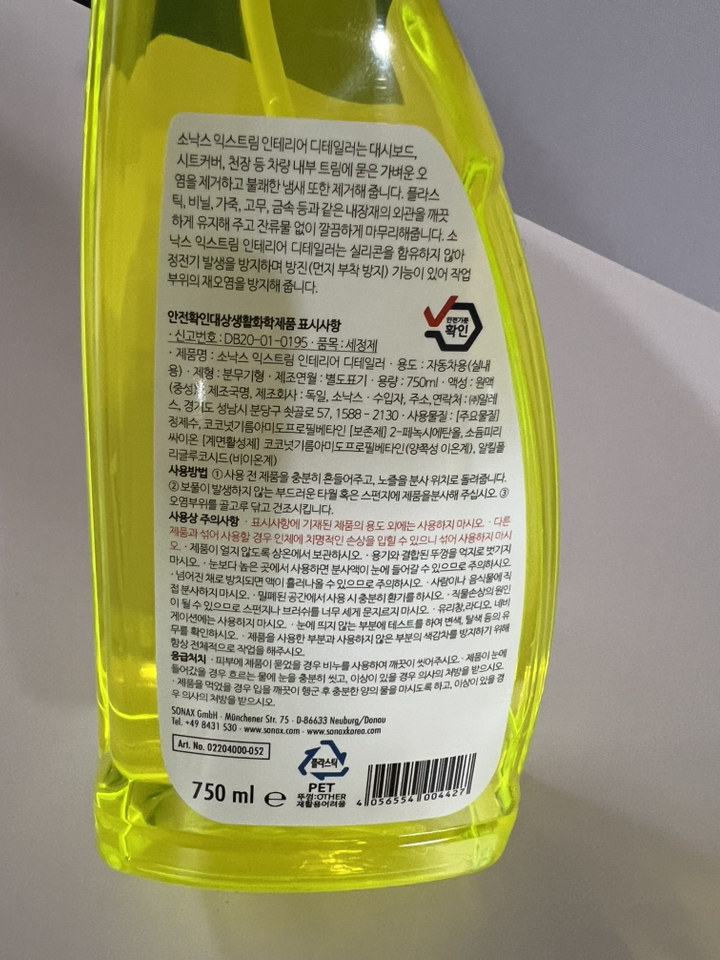 소낙스 익스트림 인테리어 디테일러는 대시보드,
시트커버, 천장 등 차량 내부 트림에 묻은 가벼운 오
염을 제거하고 불쾌한 냄새 또한 제거해 줍니다. 플라스
틱, 비닐, 가죽, 고무, 금속 등과 같은 내장재의 외관을 깨끗
하게 유지해 주고 잔류물 없이 깔끔하게 마무리해줍니다. 소
낙스 익스트림 인테리어 디테일러는 실리콘을 함유하지 않아
정전기 발생을 방지하며 방진(먼지 부착 방지) 기능이 있어 작업
부위의 재오염을 방지해 줍니다.
안전기준
확인
안전확인대상생활화학제품 표시사항
· 신고번호 : DB20-01-0195 · 품목 : 세정제
· 제품명 : 소낙스 익스트림 인테리어 디테일러 · 용도 : 자동차용(실내
용) · 제형 : 분무기형 · 제조연월 : 별도표기 · 용량 : 750ml · 액성 : 원액
(중성) · 제조국명, 제조회사 : 독일, 소낙스 · 수입자, 주소, 연락처 : ㈜알레
스, 경기도 성남시 분당구 쇳골로 57, 1588 - 2130 · 사용물질 : [주요물질]
정제수, 코코넛기름아미도프로필베타인 [보존제] 2-페녹시에탄올, 소듐피리
싸이온 [계면활성제] 코코넛기름아미도프로필베타인(양쪽성 이온계), 알킬폴
리글루코시드(비이온계)
사용방법 ① 사용 전 제품을 충분히 흔들어주고, 노즐을 분사 위치로 돌려줍니다.
② 보풀이 발생하지 않는 부드러운 타월 혹은 스펀지에 제품을분사해 주십시오. ③
오염부위를 골고루 닦고 건조시킵니다.
사용상 주의사항 · 표시사항에 기재된 제품의 용도 외에는 사용하지 마시오. · 다른
제품과 섞어 사용할 경우 인체에 치명적인 손상을 입힐 수 있으니 섞어 사용하지 마시
오. · 제품이 얼지 않도록 상온에서 보관하시오. · 용기와 결합된 뚜껑을 억지로 벗기지
마시오. · 눈보다 높은 곳에서 사용하면 분사액이 눈에 들어갈 수 있으므로 주의하시오.
· 넘어진 채로 방치되면 액이 흘러나올 수 있으므로 주의하시오. · 사람이나 음식물에 직
접 분사하지 마시오. · 밀폐된 공간에서 사용 시 충분히 환기를 하시오. · 직물손상의 원인
이 될 수 있으므로 스펀지나 브러쉬를 너무 세게 문지르지 마시오. · 유리창, 라디오, 네비
게이션에는 사용하지 마시오. · 눈에 띄지 않는 부분에 테스트를 하여 변색, 탈색 등의 유
무를 확인하시오. · 제품을 사용한 부분과 사용하지 않은 부분의 색감차를 방지하기 위해
항상 전체적으로 작업을 해주시오.
응급처치 · 피부에 제품이 묻었을 경우 비누를 사용하여 깨끗이 씻어주시오. · 제품이 눈에
들어갔을 경우 흐르는 물에 눈을 충분히 씻고, 이상이 있을 경우 의사의 처방을 받으시오.
· 제품을 먹었을 경우 입을 깨끗이 헹군 후 충분한 양의 물을 마시도록 하고, 이상이 있을 경
우 의사의 처방을 받으시오.
SONAX GmbH · Münchener Str. 75 · D-86633 Neuburg/Donau
Tel. +49 8431 530 · www.sonax.com · www.sonaxkorea.com
Art. No. 02204000-052
750 ml ℮
플라스틱
PET
뚜껑:OTHER
재활용어려움
4 056554 004427